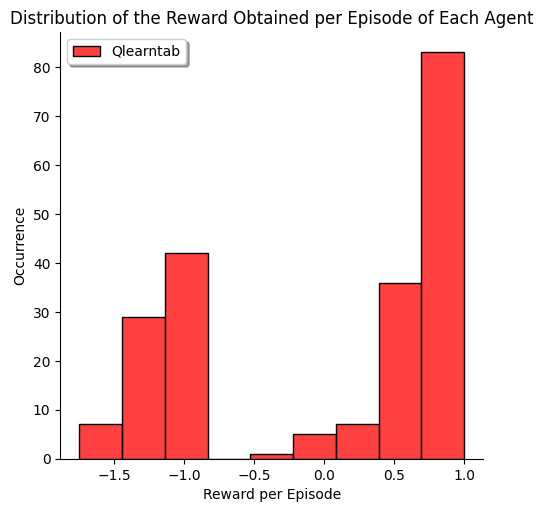 Distribution of the Reward Obtained per Episode of Each Agent
Qlearntab
80
70
60
50
40
30
20
10
0
Occurrence
−1.5 −1.0 −0.5 0.0 0.5 1.0
Reward per Episode